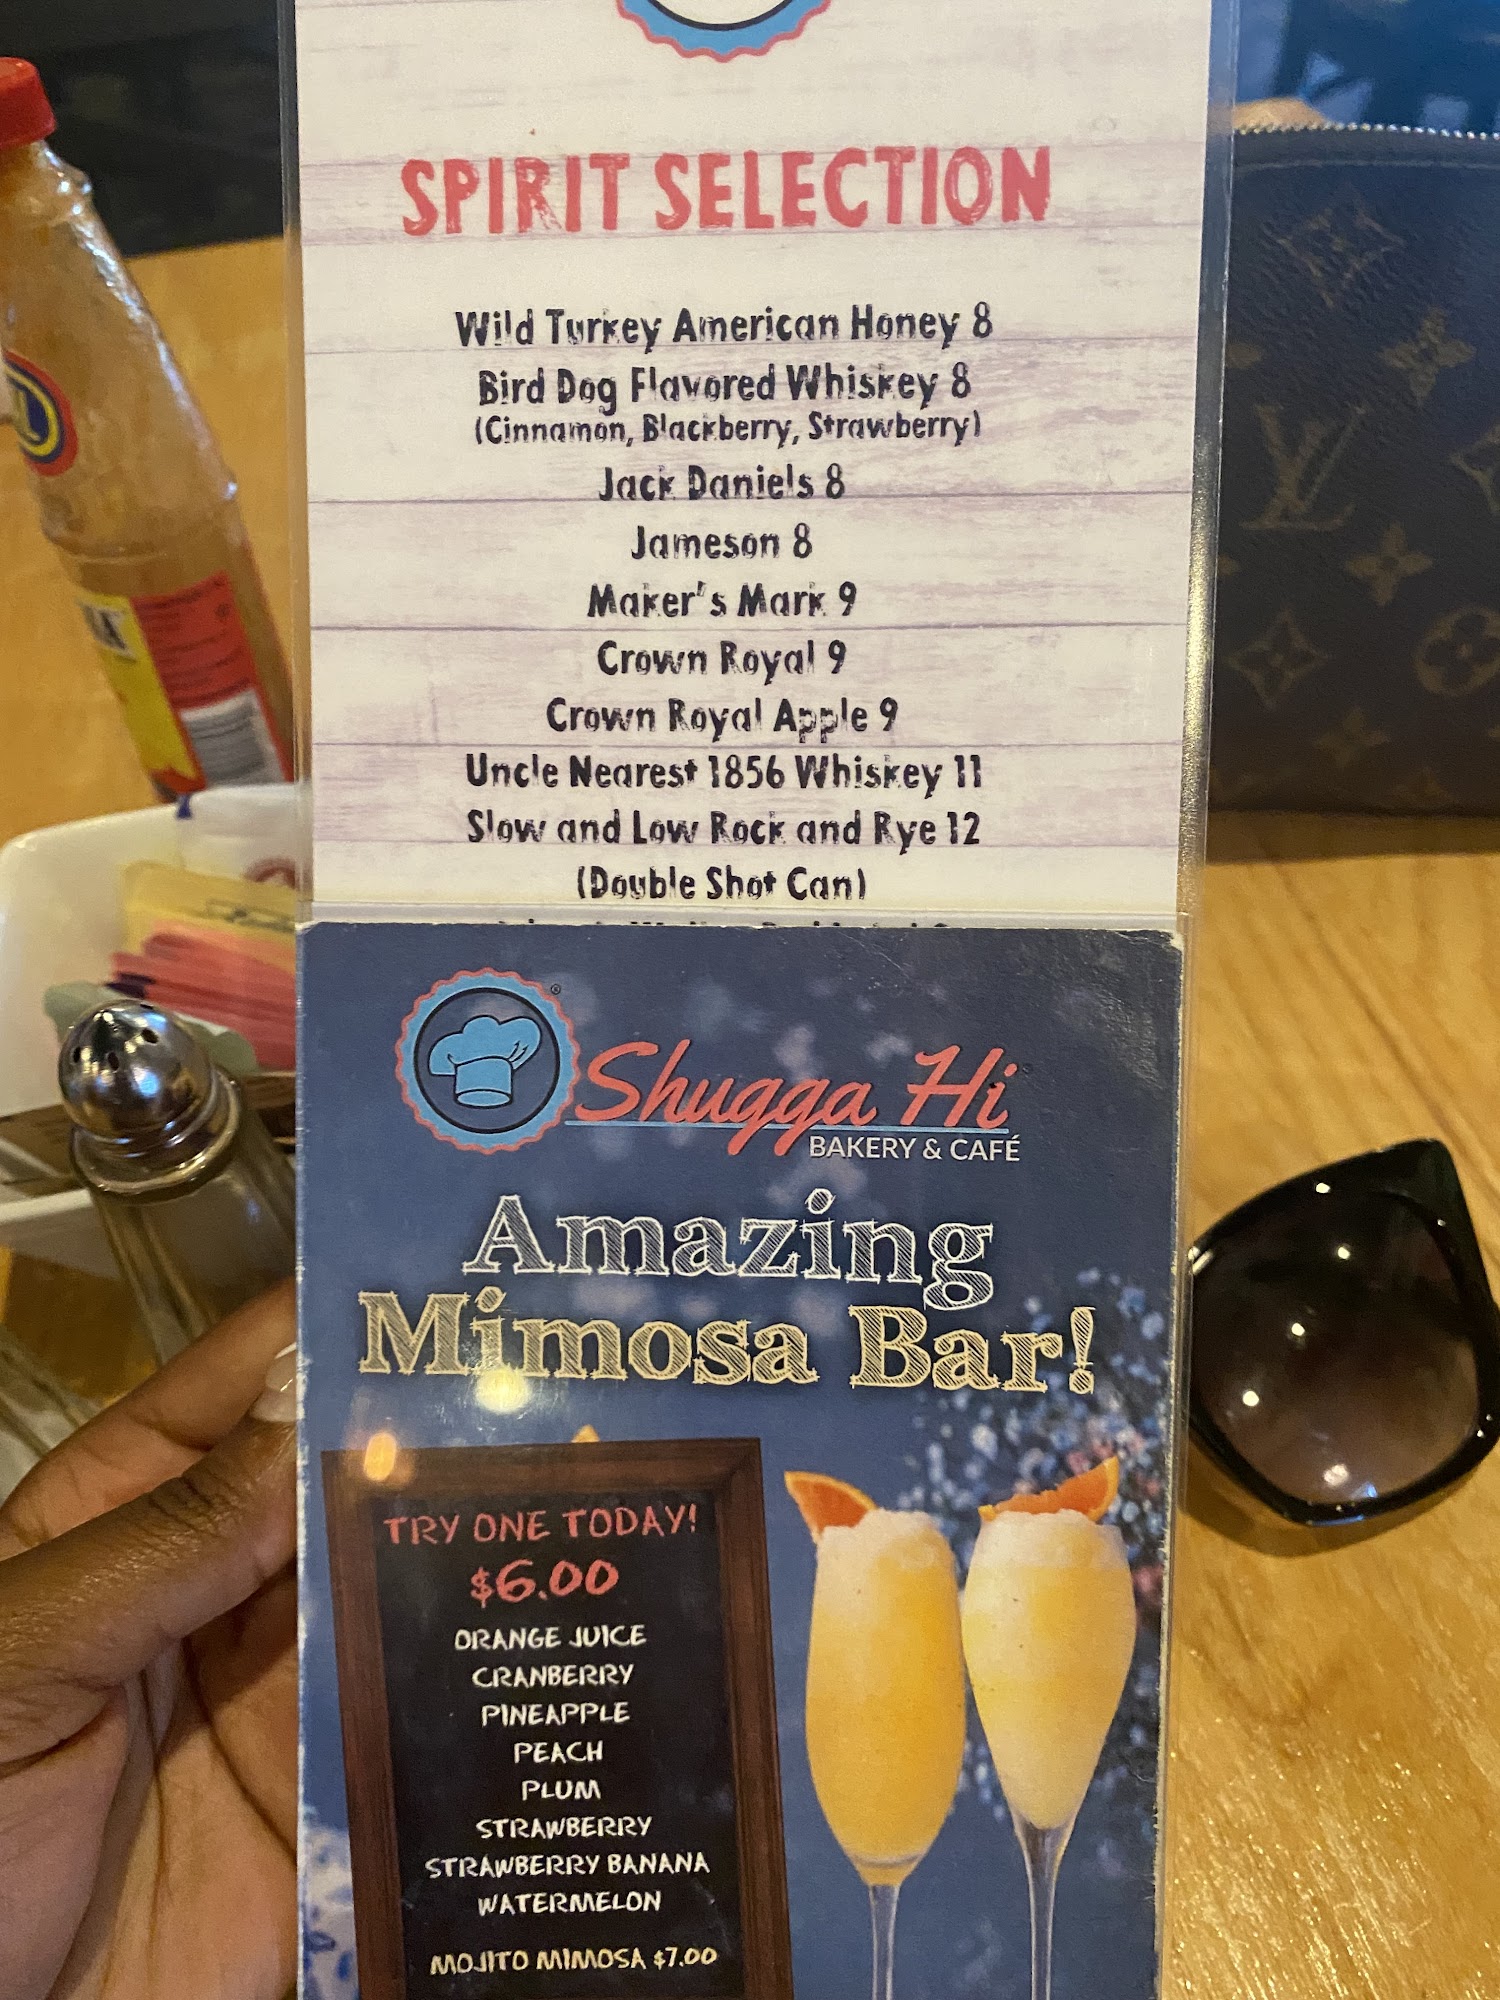 SPIRIT SELECTION
Wild Turkey American Honey 8
Bird Dog Flavored Whiskey 8
(Cinnamon, Blackberry, Strawberry)
Jack Daniels 8
Jameson 8
Maker's Mark 9
Crown Royal 9
Crown Royal Apple 9
Uncle Nearest 1856 Whiskey 11
Slow and Low Rock and Rye 12
(Double Shot Can)
Shugga Hi
BAKERY & CAFÉ
Amazing
Mimosa Bar!
TRY ONE TODAY!
$6.00
ORANGE JUICE
CRANBERRY
PINEAPPLE
PEACH
PLUM
STRAWBERRY
STRAWBERRY BANANA
WATERMELON
MOJITO MIMOSA $7.00